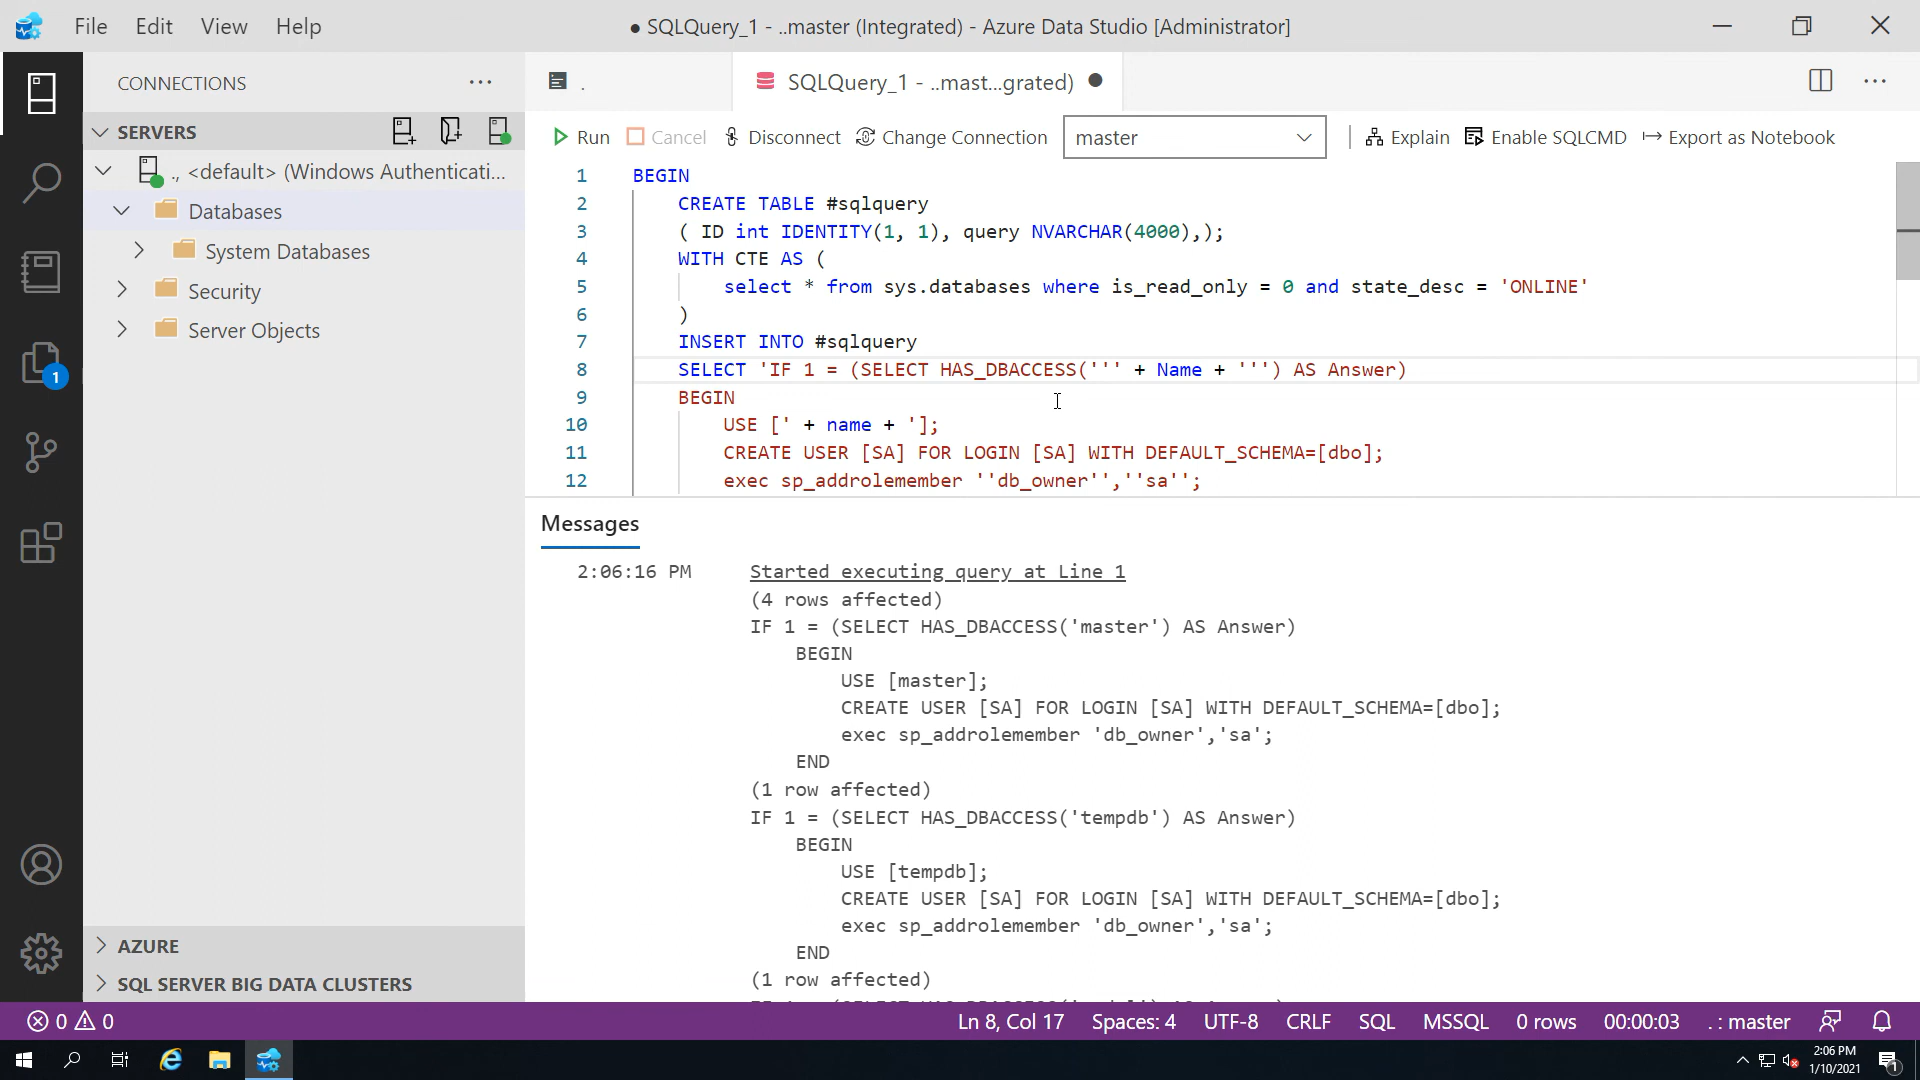 File Edit View Help
● SQLQuery_1 - ..master (Integrated) - Azure Data Studio [Administrator]
CONNECTIONS ...
SERVERS
., <default> (Windows Authenticati...
Databases
System Databases
Security
Server Objects
AZURE
SQL SERVER BIG DATA CLUSTERS
1
.
SQLQuery_1 - ..mast...grated) ●
Run Cancel Disconnect Change Connection master Explain Enable SQLCMD Export as Notebook
1 BEGIN
2 CREATE TABLE #sqlquery
3 ( ID int IDENTITY(1, 1), query NVARCHAR(4000),);
4 WITH CTE AS (
5 select * from sys.databases where is_read_only = 0 and state_desc = 'ONLINE'
6 )
7 INSERT INTO #sqlquery
8 SELECT 'IF 1 = (SELECT HAS_DBACCESS(''' + Name + ''') AS Answer)
9 BEGIN
10 USE [' + name + '];
11 CREATE USER [SA] FOR LOGIN [SA] WITH DEFAULT_SCHEMA=[dbo];
12 exec sp_addrolemember ''db_owner'',''sa'';
Messages
2:06:16 PM Started executing query at Line 1
(4 rows affected)
IF 1 = (SELECT HAS_DBACCESS('master') AS Answer)
BEGIN
USE [master];
CREATE USER [SA] FOR LOGIN [SA] WITH DEFAULT_SCHEMA=[dbo];
exec sp_addrolemember 'db_owner','sa';
END
(1 row affected)
IF 1 = (SELECT HAS_DBACCESS('tempdb') AS Answer)
BEGIN
USE [tempdb];
CREATE USER [SA] FOR LOGIN [SA] WITH DEFAULT_SCHEMA=[dbo];
exec sp_addrolemember 'db_owner','sa';
END
(1 row affected)
0 0 Ln 8, Col 17 Spaces: 4 UTF-8 CRLF SQL MSSQL 0 rows 00:00:03 . : master
2:06 PM
1/10/2021
1